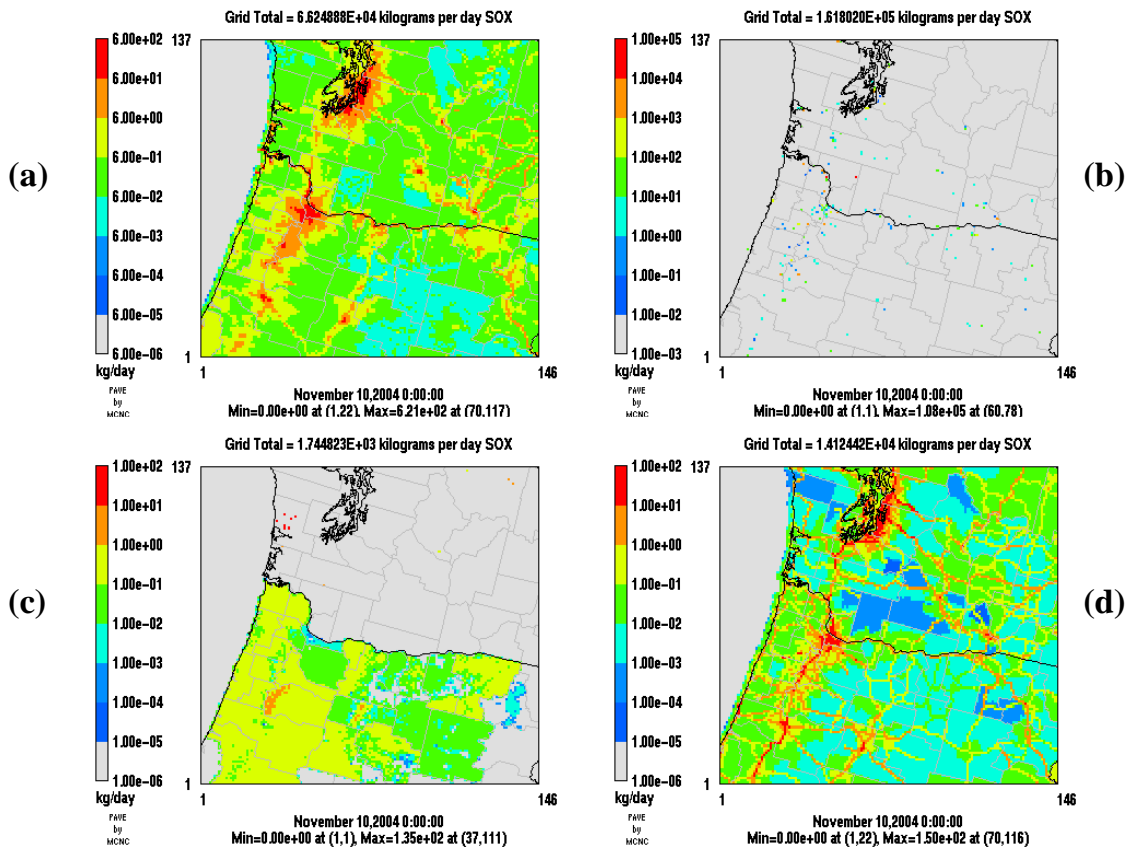 (a)
Grid Total = 6.624888E+04 kilograms per day SOX
6.00e+02
6.00e+01
6.00e+00
6.00e−01
6.00e−02
6.00e−03
6.00e−04
6.00e−05
6.00e−06
kg/day
PAVE
by
MCNC
137
1
1
146
November 10,2004 0:00:00
Min=0.00e+00 at (1,22), Max=6.21e+02 at (70,117)
(b)
Grid Total = 1.618020E+05 kilograms per day SOX
1.00e+05
1.00e+04
1.00e+03
1.00e+02
1.00e+01
1.00e+00
1.00e−01
1.00e−02
1.00e−03
kg/day
PAVE
by
MCNC
137
1
1
146
November 10,2004 0:00:00
Min=0.00e+00 at (1,1), Max=1.08e+05 at (60,78)
(c)
Grid Total = 1.744823E+03 kilograms per day SOX
1.00e+02
1.00e+01
1.00e+00
1.00e−01
1.00e−02
1.00e−03
1.00e−04
1.00e−05
1.00e−06
kg/day
PAVE
by
MCNC
137
1
1
146
November 10,2004 0:00:00
Min=0.00e+00 at (1,1), Max=1.35e+02 at (37,111)
(d)
Grid Total = 1.412442E+04 kilograms per day SOX
1.00e+02
1.00e+01
1.00e+00
1.00e−01
1.00e−02
1.00e−03
1.00e−04
1.00e−05
1.00e−06
kg/day
PAVE
by
MCNC
137
1
1
146
November 10,2004 0:00:00
Min=0.00e+00 at (1,22), Max=1.50e+02 at (70,116)